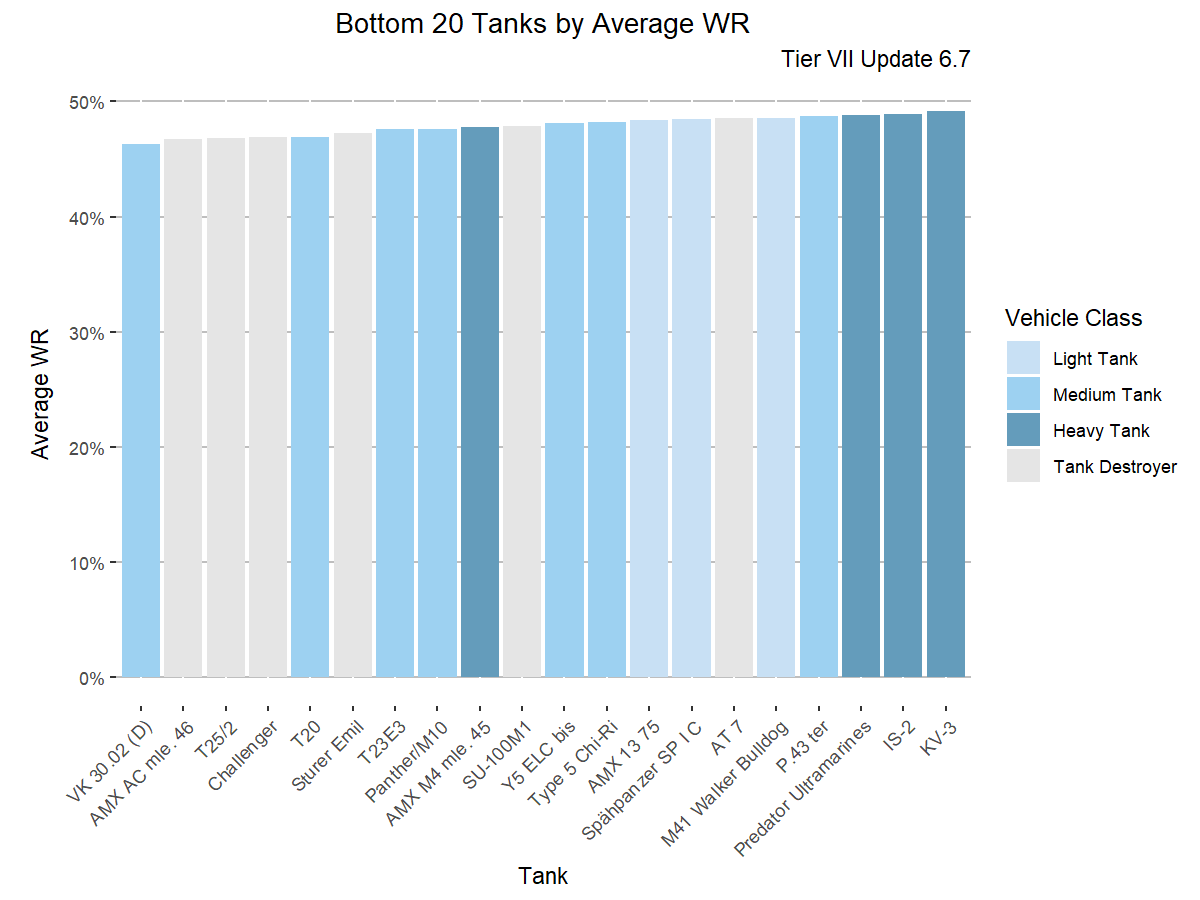 Bottom 20 Tanks by Average WR
Tier VII Update 6.7
Average WR
50%
40%
30%
20%
10%
0%
VK 30.02 (D)
AMX AC mle. 46
T25/2
Challenger
T20
Sturer Emil
T23E3
Panther/M10
AMX M4 mle. 45
SU-100M1
Y5 ELC bis
Type 5 Chi-Ri
AMX 13 75
Spähpanzer SP I C
AT 7
M41 Walker Bulldog
P.43 ter
Predator Ultramarines
IS-2
KV-3
Tank
Vehicle Class
Light Tank
Medium Tank
Heavy Tank
Tank Destroyer